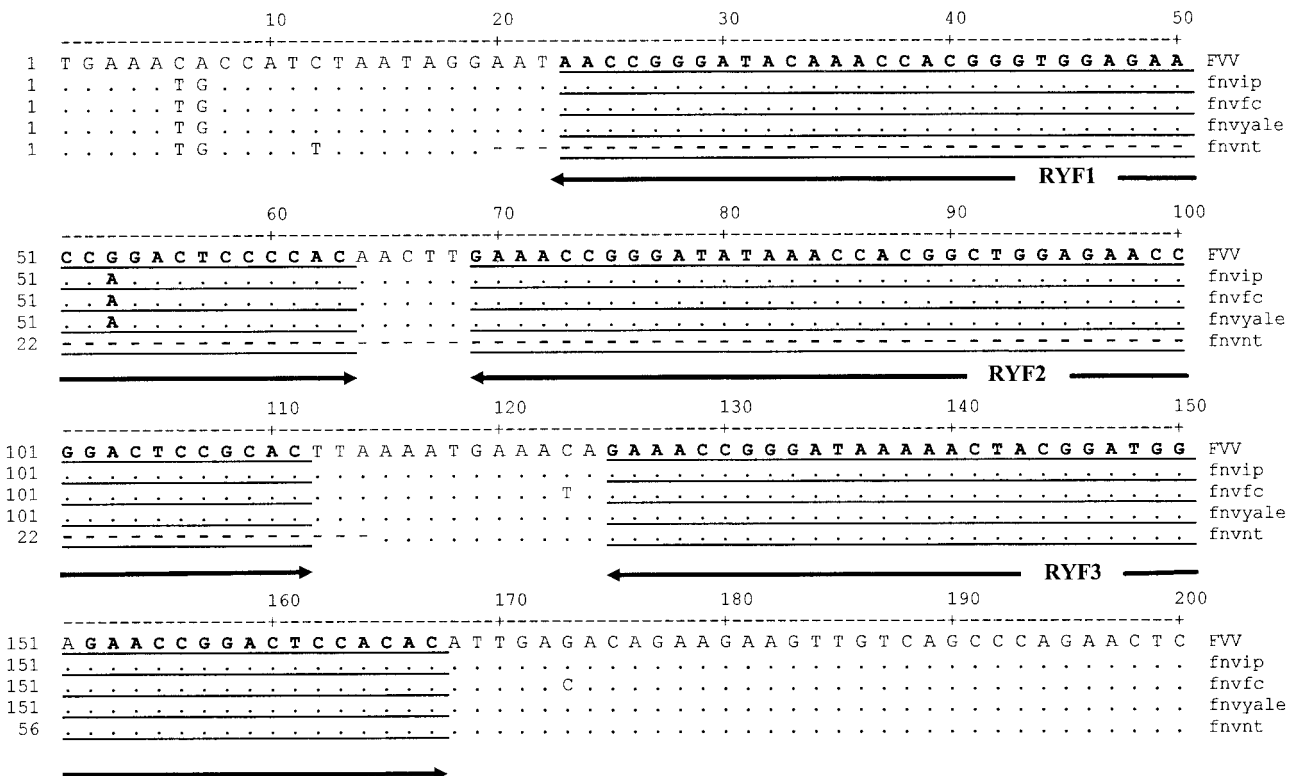 10 20 30 40 50
1 T G A A A C A C C A T C T A A T A G G A A T A A C C G G G A T A C A A A C C A C G G G T G G A G A A FVV
1 . . . . . T G . . . . . . . . . . . . . . . . . . . . . . . . . . . . . . . . . . . . . . . . . . . fnvip
1 . . . . . T G . . . . . . . . . . . . . . . . . . . . . . . . . . . . . . . . . . . . . . . . . . . fnvfc
1 . . . . . T G . . . . . . . . . . . . . . . . . . . . . . . . . . . . . . . . . . . . . . . . . . . fnvyale
1 . . . . . T G . . . . T . . . . . . . - - - - - - - - - - - - - - - - - - - - - - - - - - - - - - - fnvnt
RYF1
60 70 80 90 100
51 C C G G A C T C C C C A C A A C T T G A A A C C G G G A T A T A A A C C A C G G C T G G A G A A C C FVV
51 . . A . . . . . . . . . . . . . . . . . . . . . . . . . . . . . . . . . . . . . . . . . . . . . . . fnvip
51 . . A . . . . . . . . . . . . . . . . . . . . . . . . . . . . . . . . . . . . . . . . . . . . . . . fnvfc
51 . . A . . . . . . . . . . . . . . . . . . . . . . . . . . . . . . . . . . . . . . . . . . . . . . . fnvyale
22 - - - - - - - - - - - - - - - - - - - - - - - - - - - - - - - - - - - - - - - - - - - - - - - - - - fnvnt
RYF2
110 120 130 140 150
101 G G A C T C C G C A C T T A A A A T G A A A C A G A A A C C G G G A T A A A A A C T A C G G A T G G FVV
101 . . . . . . . . . . . . . . . . . . . . . . . . . . . . . . . . . . . . . . . . . . . . . . . . . . fnvip
101 . . . . . . . . . . . . . . . . . . . . . . T . . . . . . . . . . . . . . . . . . . . . . . . . . . fnvfc
101 . . . . . . . . . . . . . . . . . . . . . . . . . . . . . . . . . . . . . . . . . . . . . . . . . . fnvyale
22 - - - - - - - - - - - - - - . . . . . . . . . . . . . . . . . . . . . . . . . . . . . . . . . . . . fnvnt
RYF3
160 170 180 190 200
151 A G A A C C G G A C T C C A C A C A T T G A G A C A G A A G A A G T T G T C A G C C C A G A A C T C FVV
151 . . . . . . . . . . . . . . . . . . . . . . . . . . . . . . . . . . . . . . . . . . . . . . . . . . fnvip
151 . . . . . . . . . . . . . . . . . . . . . . C . . . . . . . . . . . . . . . . . . . . . . . . . . . fnvfc
151 . . . . . . . . . . . . . . . . . . . . . . . . . . . . . . . . . . . . . . . . . . . . . . . . . . fnvyale
56 . . . . . . . . . . . . . . . . . . . . . . . . . . . . . . . . . . . . . . . . . . . . . . . . . . fnvnt